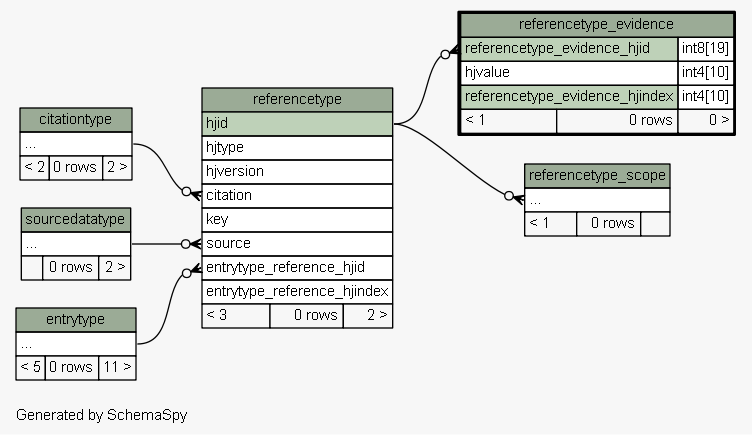 referencetype_evidence
referencetype_evidence_hjid int8[19]
hjvalue int4[10]
referencetype_evidence_hjindex int4[10]
< 1 0 rows 0 >
referencetype
hjid
hjtype
hjversion
citation
key
source
entrytype_reference_hjid
entrytype_reference_hjindex
< 3 0 rows 2 >
citationtype
...
< 2 0 rows 2 >
sourcedatatype
...
0 rows 2 >
entrytype
...
< 5 0 rows 11 >
referencetype_scope
...
< 1 0 rows
Generated by SchemaSpy